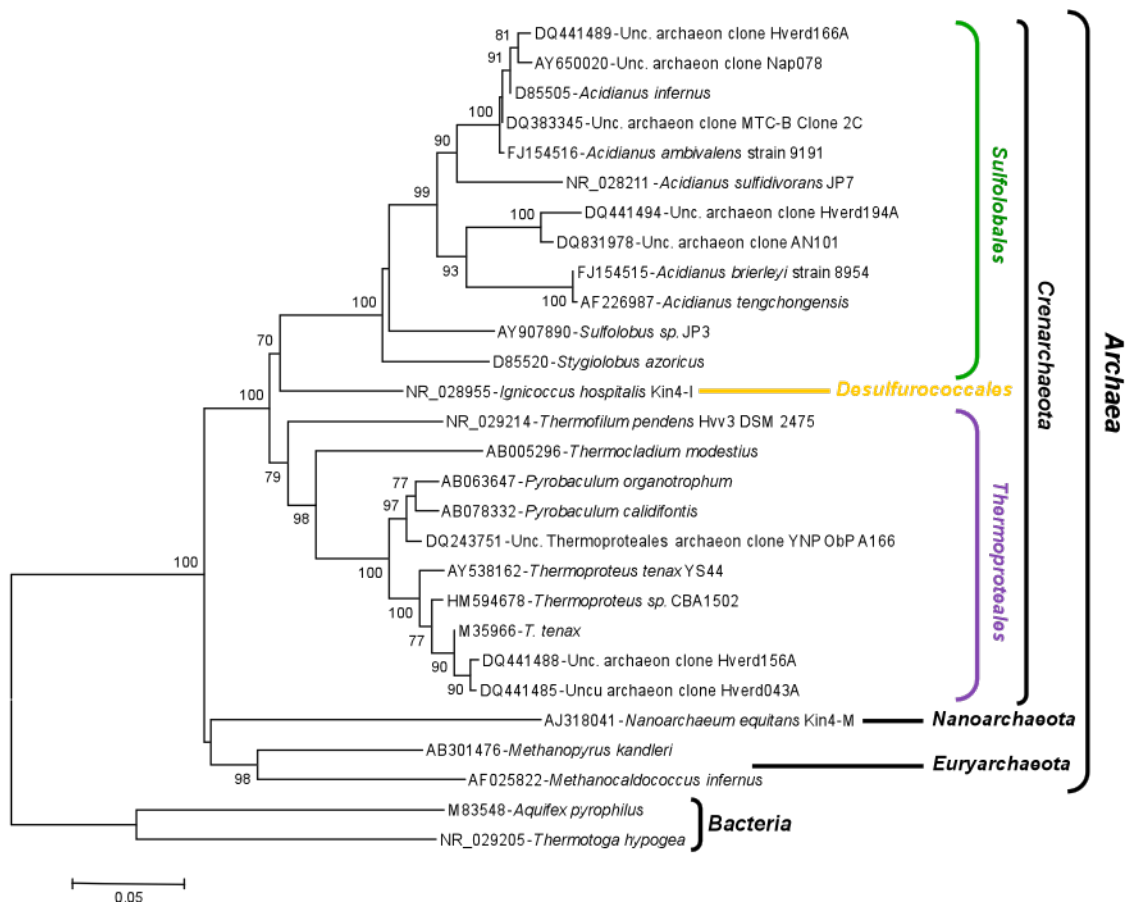 DQ441489-Unc. archaeon clone Hverd166A
81
AY650020-Unc. archaeon clone Nap078
91
D85505-Acidianus infernus
100
DQ383345-Unc. archaeon clone MTC-B Clone 2C
90
FJ154516-Acidianus ambivalens strain 9191
NR_028211-Acidianus sulfidivorans JP7
99
DQ441494-Unc. archaeon clone Hverd194A
100
DQ831978-Unc. archaeon clone AN101
93
FJ154515-Acidianus brierleyi strain 8954
100
AF226987-Acidianus tengchongensis
100
AY907890-Sulfolobus sp. JP3
70
D85520-Stygiolobus azoricus
Sulfolobales
NR_028955-Ignicoccus hospitalis Kin4-I
Desulfurococcales
100
NR_029214-Thermofilum pendens Hvv3 DSM 2475
79
AB005296-Thermocladium modestius
77
AB063647-Pyrobaculum organotrophum
97
98
AB078332-Pyrobaculum calidifontis
DQ243751-Unc. Thermoproteales archaeon clone YNP ObP A166
100
100
AY538162-Thermoproteus tenax YS44
100
HM594678-Thermoproteus sp. CBA1502
77
M35966-T. tenax
90
DQ441488-Unc. archaeon clone Hverd156A
90
DQ441485-Uncu archaeon clone Hverd043A
Thermoproteales
Crenarchaeota
AJ318041-Nanoarchaeum equitans Kin4-M
Nanoarchaeota
AB301476-Methanopyrus kandleri
98
AF025822-Methanocaldococcus infernus
Euryarchaeota
Archaea
M83548-Aquifex pyrophilus
NR_029205-Thermotoga hypogea
Bacteria
0.05